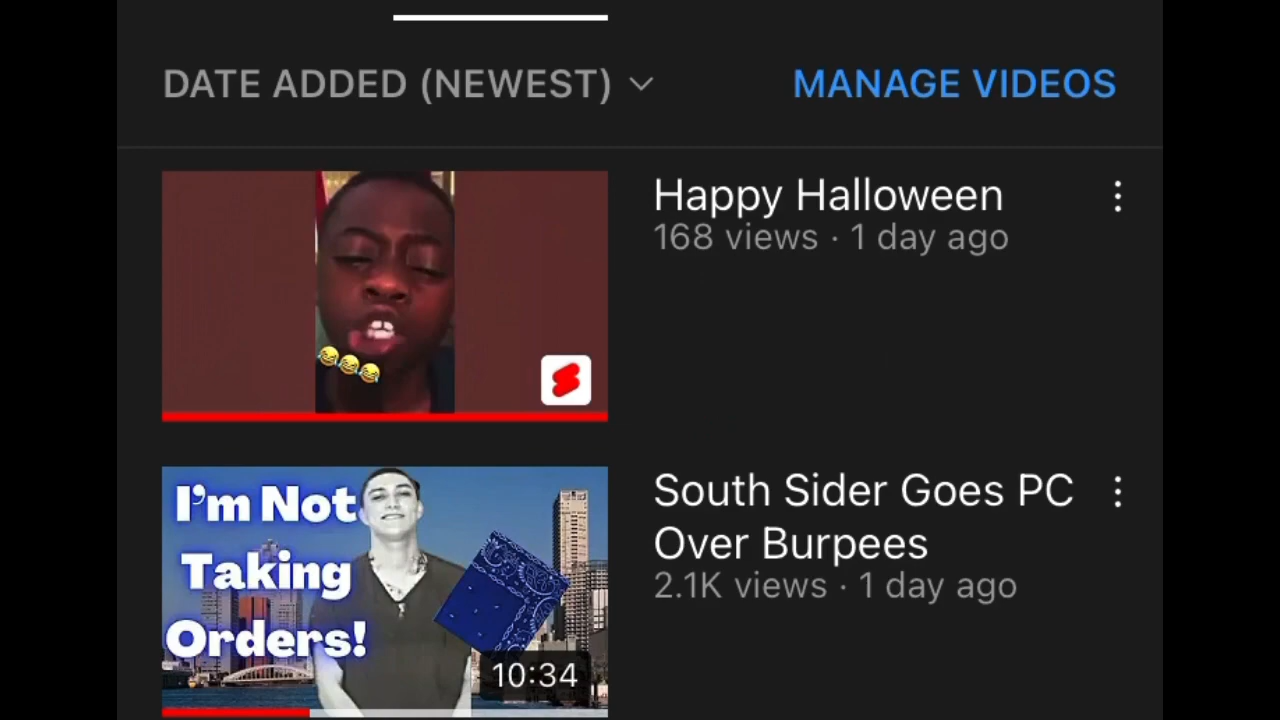 DATE ADDED (NEWEST)
MANAGE VIDEOS
Happy Halloween
168 views · 1 day ago
I'm Not
Taking
Orders!
10:34
South Sider Goes PC
Over Burpees
2.1K views · 1 day ago